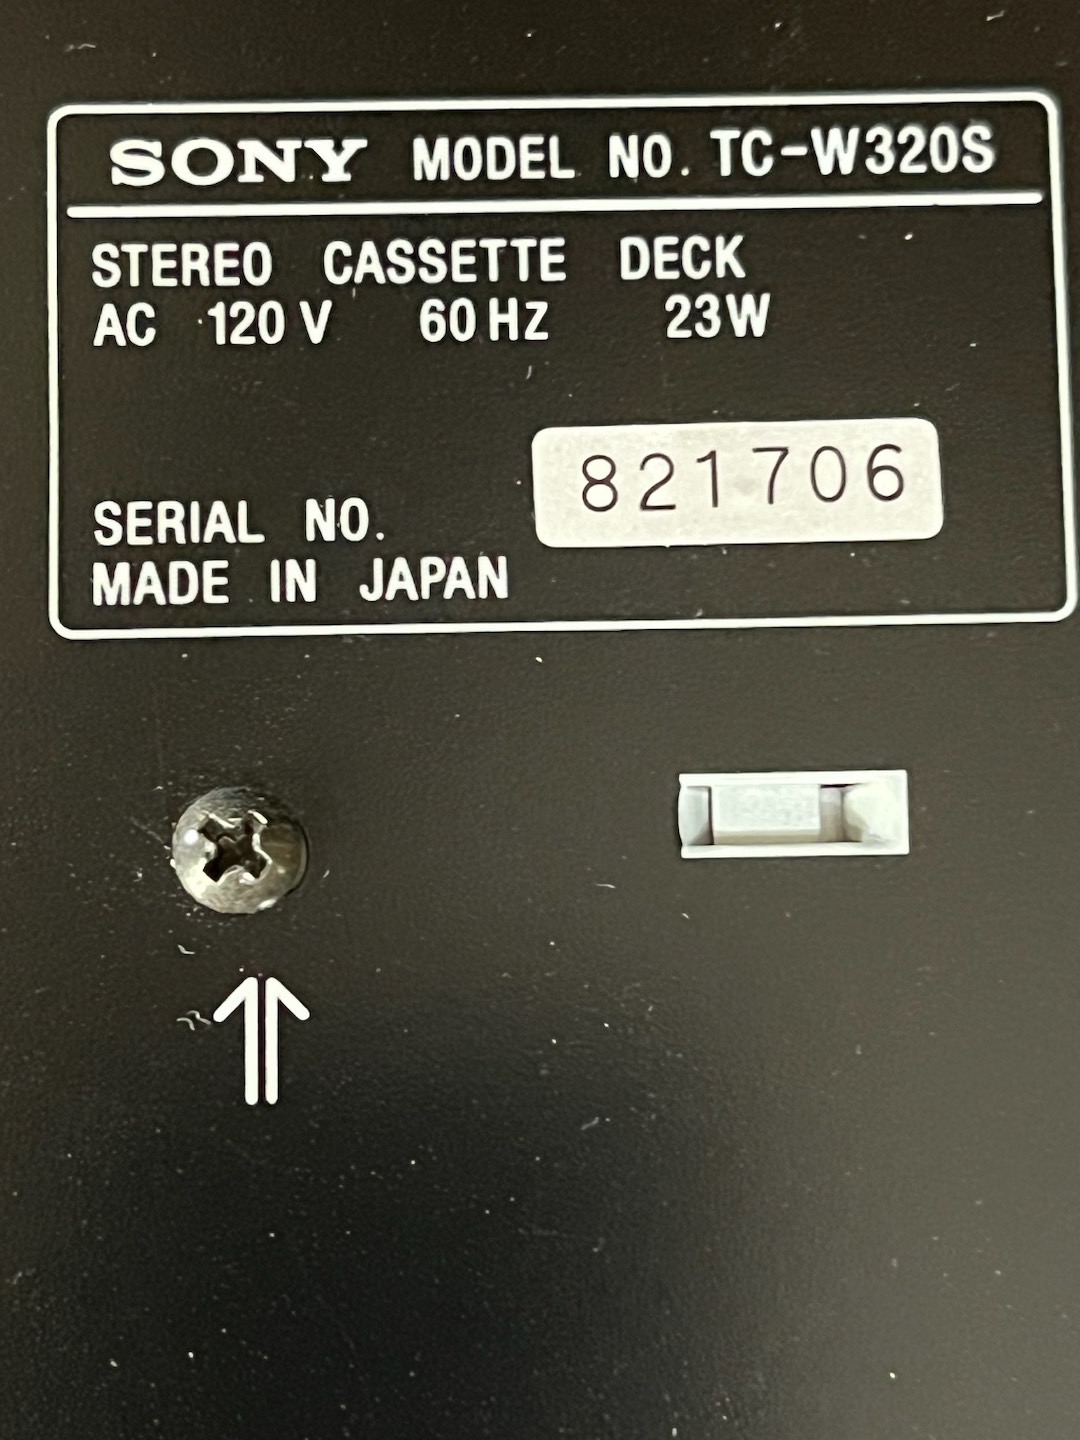 SONY MODEL NO. TC-W320S
STEREO CASSETTE DECK
AC 120 V 60 HZ 23W
821706
SERIAL NO.
MADE IN JAPAN